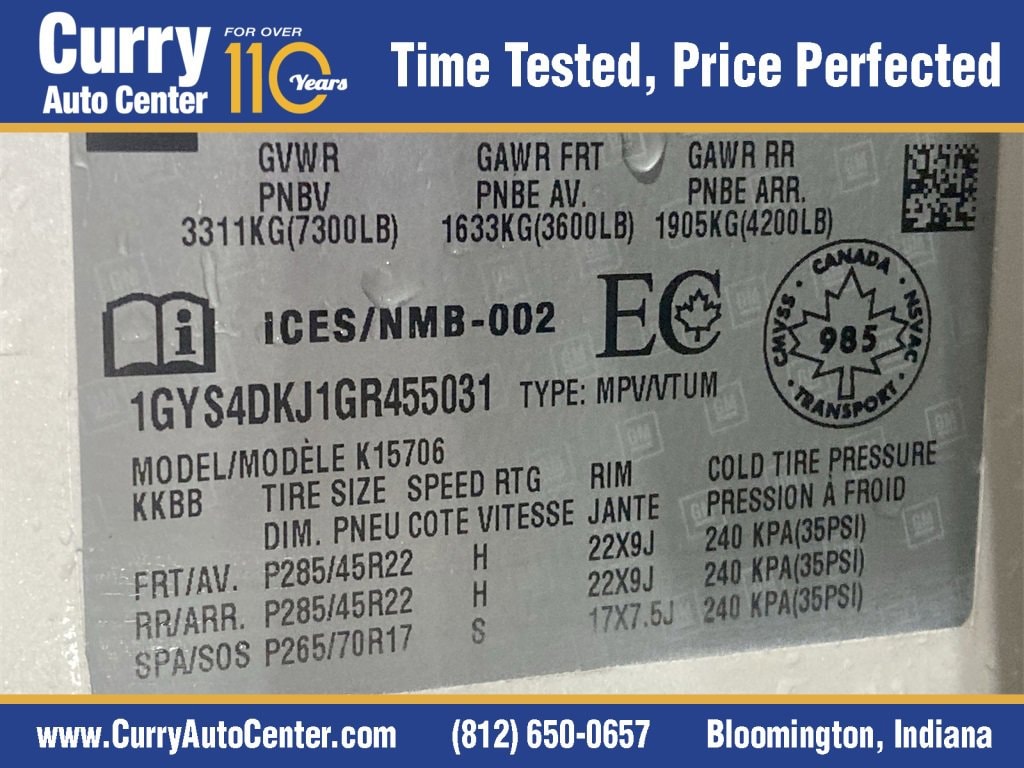 Curry
Auto Center
FOR OVER
110
Years
Time Tested, Price Perfected
GVWR GAWR FRT GAWR RR
PNBV PNBE AV. PNBE ARR.
3311KG(7300LB) 1633KG(3600LB) 1905KG(4200LB)
i ICES/NMB-002 EC
CANADA
CMVSS 985 NSVAC
TRANSPORT
1GYS4DKJ1GR455031 TYPE: MPV/VTUM
MODEL/MODÈLE K15706
KKBB TIRE SIZE SPEED RTG RIM COLD TIRE PRESSURE
DIM. PNEU COTE VITESSE JANTE PRESSION À FROID
FRT/AV. P285/45R22 H 22X9J 240 KPA(35PSI)
RR/ARR. P285/45R22 H 22X9J 240 KPA(35PSI)
SPA/SOS P265/70R17 S 17X7.5J 240 KPA(35PSI)
www.CurryAutoCenter.com (812) 650-0657 Bloomington, Indiana